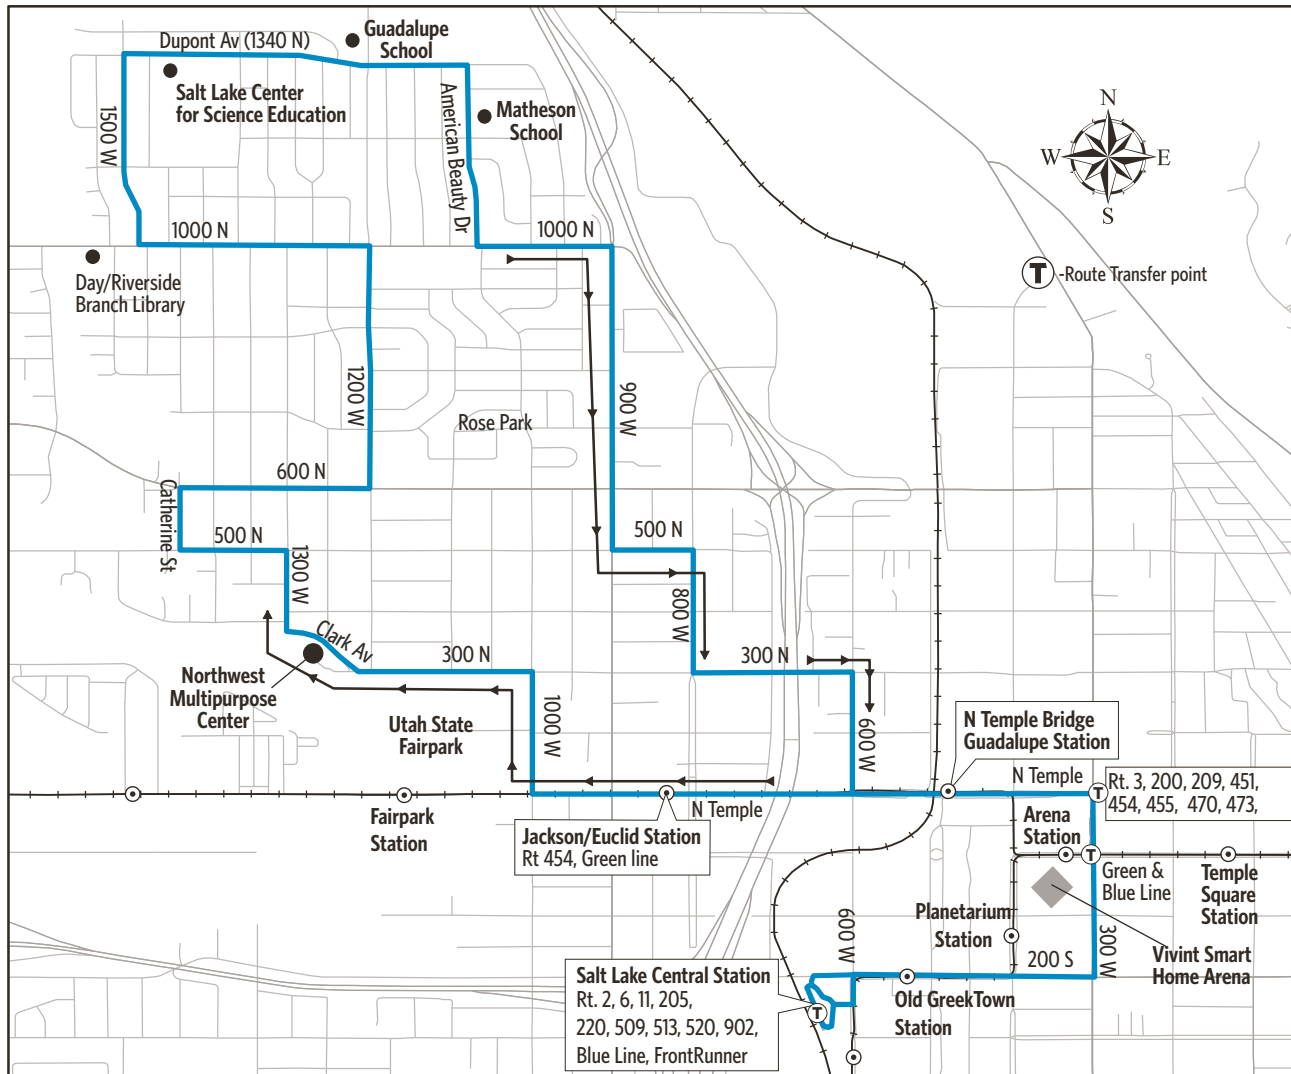 Dupont Av (1340 N)
Guadalupe
School
Salt Lake Center
for Science Education
1500 W
American Beauty Dr
Matheson
School
N
W
E
S
1000 N
1000 N
Day/Riverside
Branch Library
T
-Route Transfer point
1200 W
Rose Park
900 W
600 N
Catherine St
500 N
500 N
1300 W
800 W
Clark Av
300 N
300 N
Northwest
Multipurpose
Center
Utah State
Fairpark
1000 W
600 W
N Temple Bridge
Guadalupe Station
N Temple
T
Rt. 3, 200, 209, 451,
454, 455, 470, 473,
Fairpark
Station
N Temple
Jackson/Euclid Station
Rt 454, Green line
Arena
Station
T
Green &
Blue Line
Temple
Square
Station
Planetarium
Station
600 W
300 W
200 S
Vivint Smart
Home Arena
Salt Lake Central Station
Rt. 2, 6, 11, 205,
220, 509, 513, 520, 902,
Blue Line, FrontRunner
T
Old GreekTown
Station